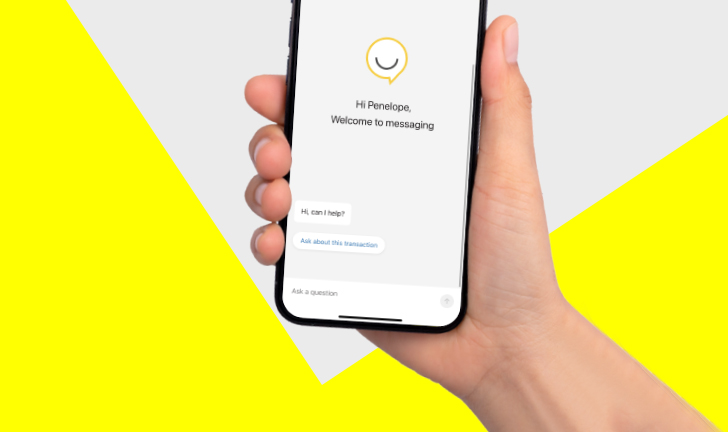 Hi Penelope,
Welcome to messaging
Hi, can I help?
Ask about this transaction
Ask a question